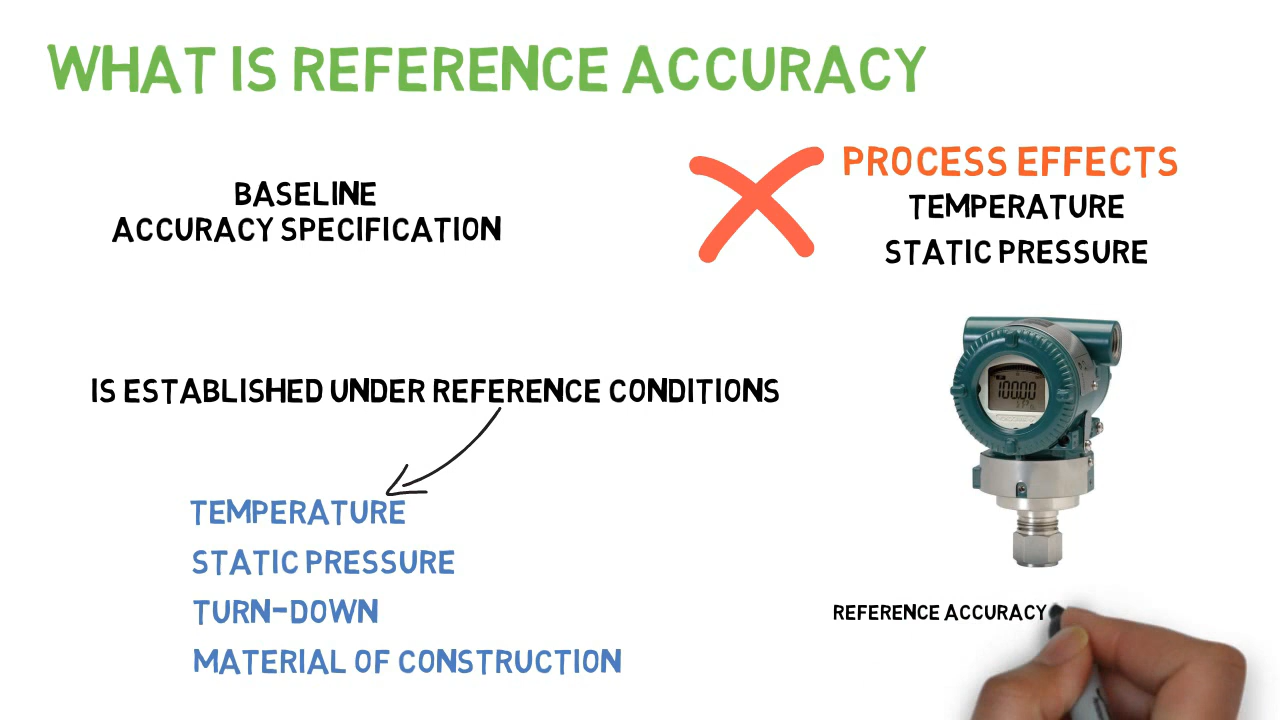 WHAT IS REFERENCE ACCURACY
BASELINE
ACCURACY SPECIFICATION
PROCESS EFFECTS
TEMPERATURE
STATIC PRESSURE
IS ESTABLISHED UNDER REFERENCE CONDITIONS
100.00
TEMPERATURE
STATIC PRESSURE
TURN-DOWN
MATERIAL OF CONSTRUCTION
REFERENCE ACCURACY